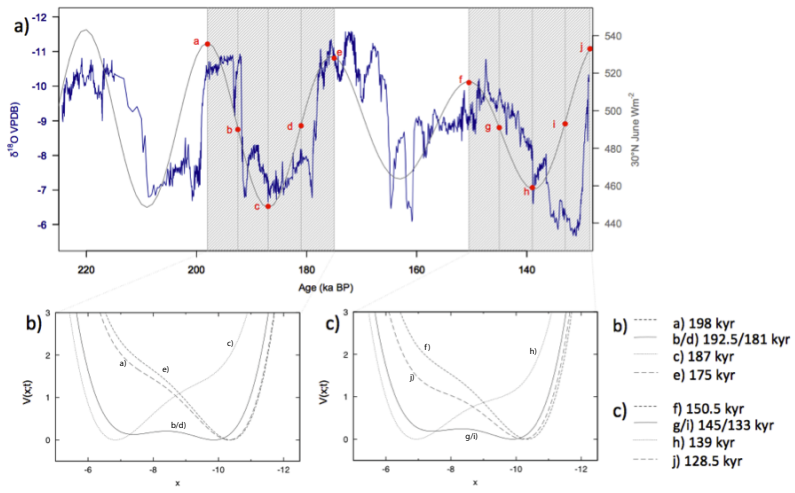 a)
-12
-11
-10
-9
-8
-7
-6
δ18O VPDB
540
520
500
480
460
440
30°N June Wm-2
a
b
c
d
e
f
g
h
i
j
220
200
180
160
140
Age (ka BP)
b)
3
2
1
0
V(x;t)
a)
e)
c)
b/d)
-6
-8
-10
-12
x
c)
3
2
1
0
V(x;t)
f)
j)
h)
g/i)
-6
-8
-10
-12
x
b)
a) 198 kyr
b/d) 192.5/181 kyr
c) 187 kyr
e) 175 kyr
c)
f) 150.5 kyr
g/i) 145/133 kyr
h) 139 kyr
j) 128.5 kyr